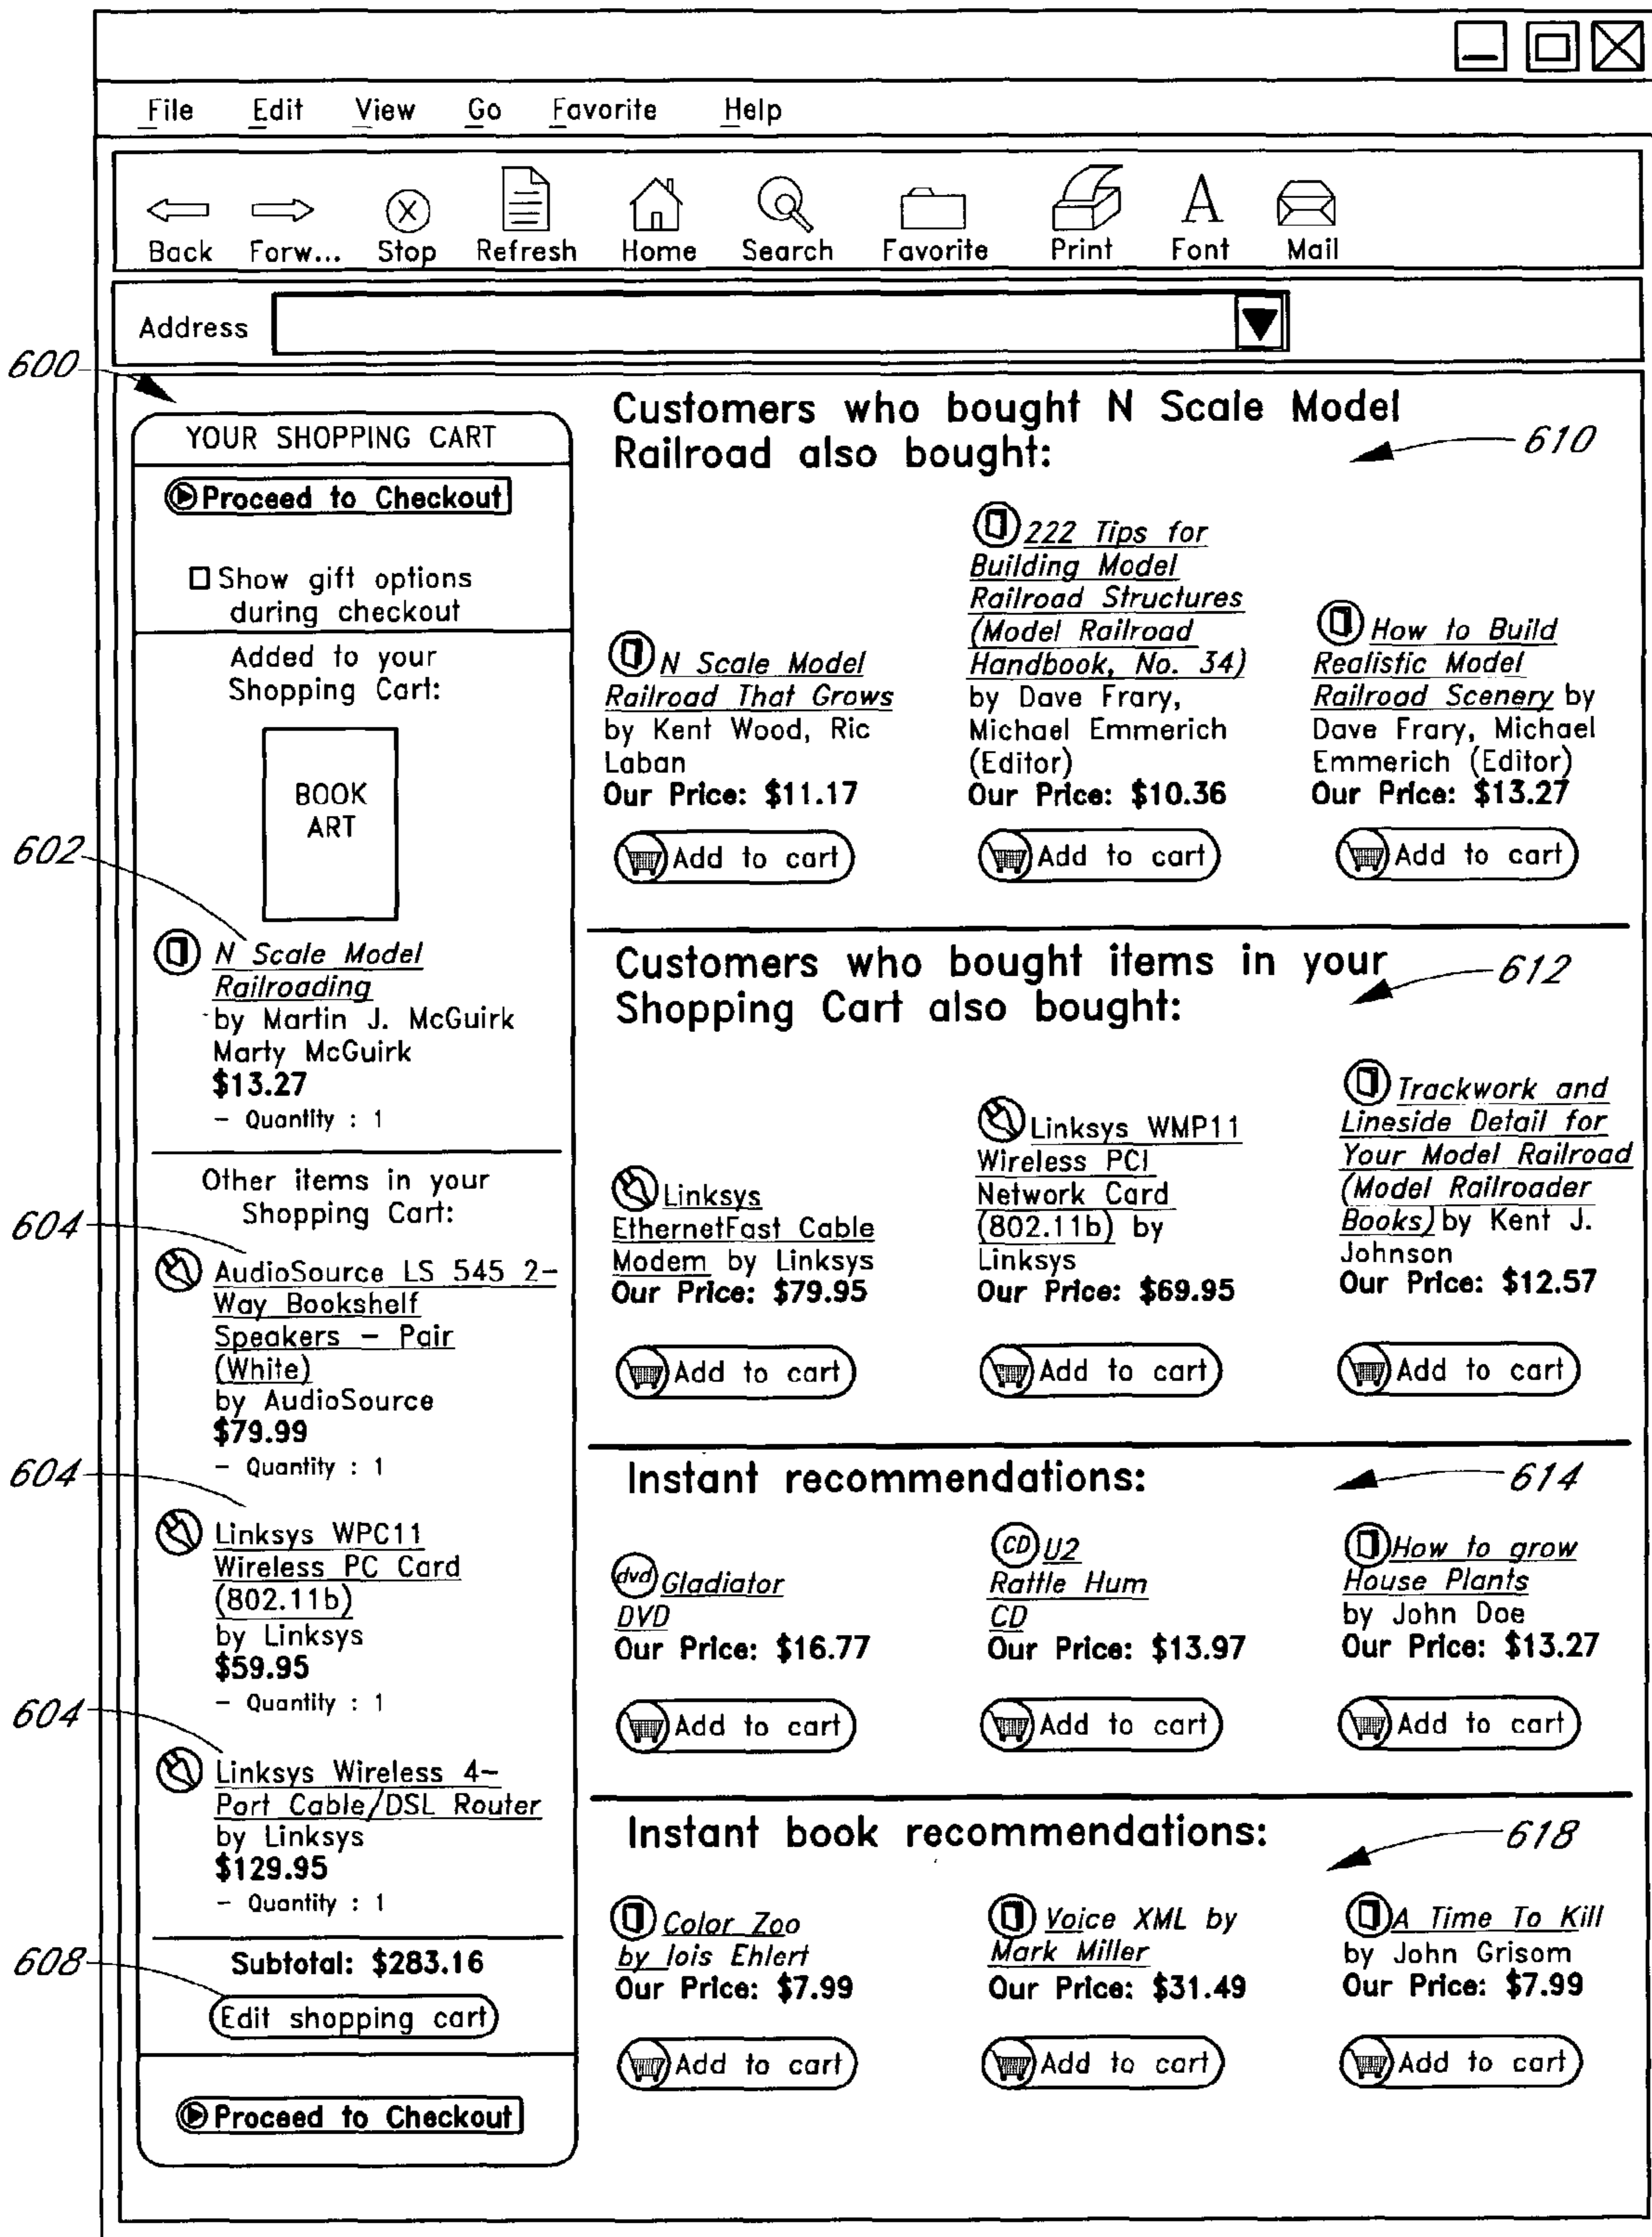 File Edit View Go Favorite Help
Back Forw... Stop Refresh Home Search Favorite Print Font Mail
Address
600
YOUR SHOPPING CART
Proceed to Checkout
Show gift options
during checkout
Added to your
Shopping Cart:
BOOK
ART
602
N Scale Model
Railroading
by Martin J. McGuirk
Marty McGuirk
$13.27
- Quantity : 1
Other items in your
Shopping Cart:
604
AudioSource LS 545 2-
Way Bookshelf
Speakers - Pair
(White)
by AudioSource
$79.99
- Quantity : 1
604
Linksys WPC11
Wireless PC Card
(802.11b)
by Linksys
$59.95
- Quantity : 1
604
Linksys Wireless 4-
Port Cable/DSL Router
by Linksys
$129.95
- Quantity : 1
608
Subtotal: $283.16
Edit shopping cart
Proceed to Checkout
Customers who bought N Scale Model
Railroad also bought:
610
N Scale Model
Railroad That Grows
by Kent Wood, Ric
Laban
Our Price: $11.17
Add to cart
222 Tips for
Building Model
Railroad Structures
(Model Railroad
Handbook, No. 34)
by Dave Frary,
Michael Emmerich
(Editor)
Our Price: $10.36
Add to cart
How to Build
Realistic Model
Railroad Scenery by
Dave Frary, Michael
Emmerich (Editor)
Our Price: $13.27
Add to cart
Customers who bought items in your
Shopping Cart also bought:
612
Linksys
EthernetFast Cable
Modem by Linksys
Our Price: $79.95
Add to cart
Linksys WMP11
Wireless PCI
Network Card
(802.11b) by
Linksys
Our Price: $69.95
Add to cart
Trackwork and
Lineside Detail for
Your Model Railroad
(Model Railroader
Books) by Kent J.
Johnson
Our Price: $12.57
Add to cart
Instant recommendations:
614
dvd Gladiator
DVD
Our Price: $16.77
Add to cart
CD U2
Rattle Hum
CD
Our Price: $13.97
Add to cart
How to grow
House Plants
by John Doe
Our Price: $13.27
Add to cart
Instant book recommendations:
618
Color Zoo
by lois Ehlert
Our Price: $7.99
Add to cart
Voice XML by
Mark Miller
Our Price: $31.49
Add to cart
A Time To Kill
by John Grisom
Our Price: $7.99
Add to cart